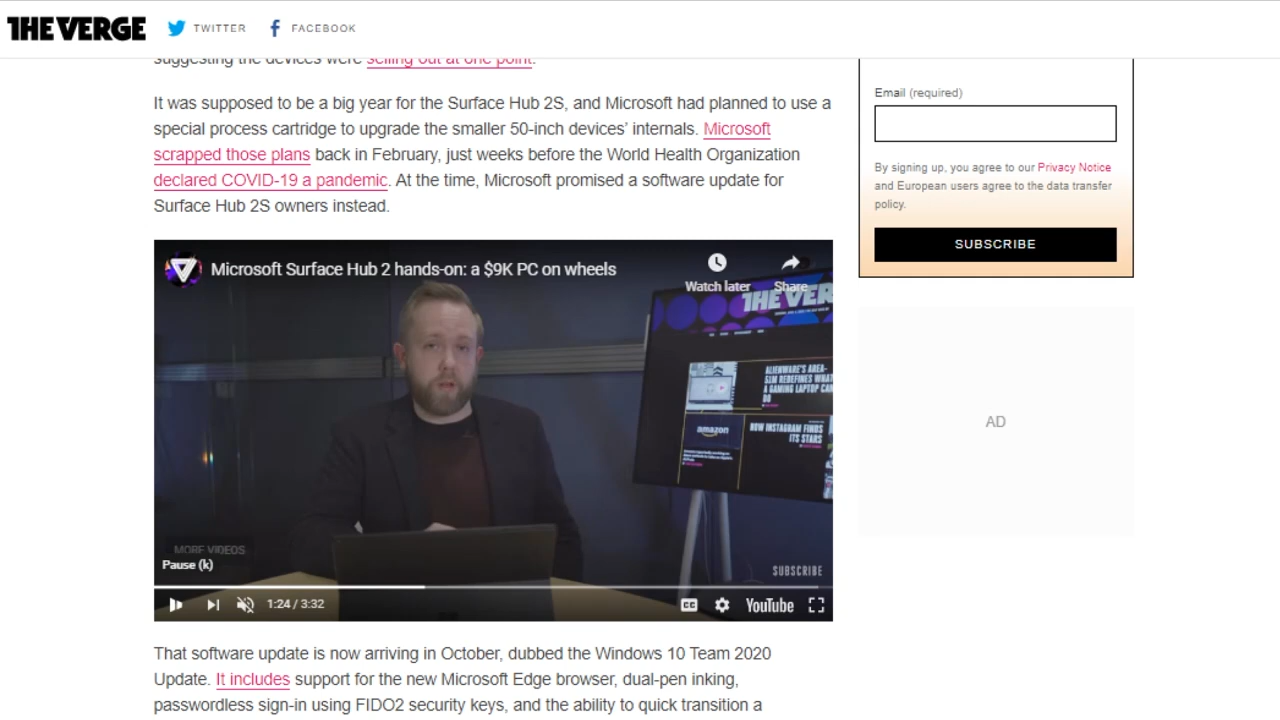 THE VERGE
TWITTER
FACEBOOK
suggesting the devices were selling out at one point.
It was supposed to be a big year for the Surface Hub 2S, and Microsoft had planned to use a
special process cartridge to upgrade the smaller 50-inch devices' internals. Microsoft
scrapped those plans back in February, just weeks before the World Health Organization
declared COVID-19 a pandemic. At the time, Microsoft promised a software update for
Surface Hub 2S owners instead.
Microsoft Surface Hub 2 hands-on: a $9K PC on wheels
Watch later
Share
THE VER
ALIENWARE'S AREA-
51M REDEFINES WHAT
A GAMING LAPTOP CAN
amazon
HOW INSTAGRAM FINDS
ITS STARS
MORE VIDEOS
Pause (k)
SUBSCRIBE
1:24 / 3:32
CC
YouTube
That software update is now arriving in October, dubbed the Windows 10 Team 2020
Update. It includes support for the new Microsoft Edge browser, dual-pen inking,
passwordless sign-in using FIDO2 security keys, and the ability to quick transition a
Email (required)
By signing up, you agree to our Privacy Notice
and European users agree to the data transfer
policy.
SUBSCRIBE
AD